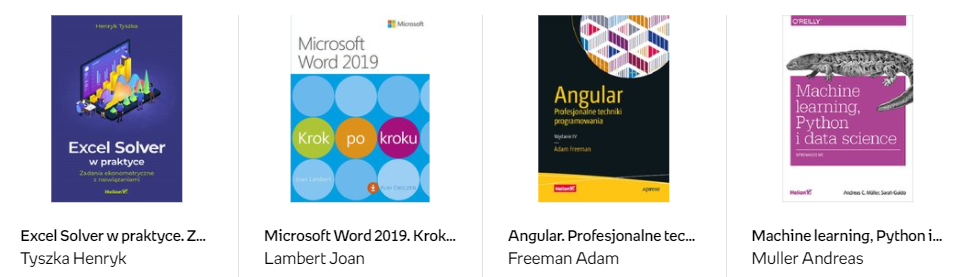 Henryk Tyszka
Excel Solver
w praktyce
Zadania ekonometryczne
z rozwiązaniami
Helion
Excel Solver w praktyce. Z...
Tyszka Henryk
Microsoft
Microsoft
Word 2019
Krok
po
kroku
Joan Lambert
Microsoft Word 2019. Krok...
Lambert Joan
Angular
Profesjonalne techniki
programowania
Wydanie IV
Adam Freeman
Helion
Apress
Angular. Profesjonalne tec...
Freeman Adam
O'REILLY
Machine
learning,
Python
i data science
WPROWADZENIE
Helion
Andreas C. Müller, Sarah Guido
Machine learning, Python i...
Muller Andreas